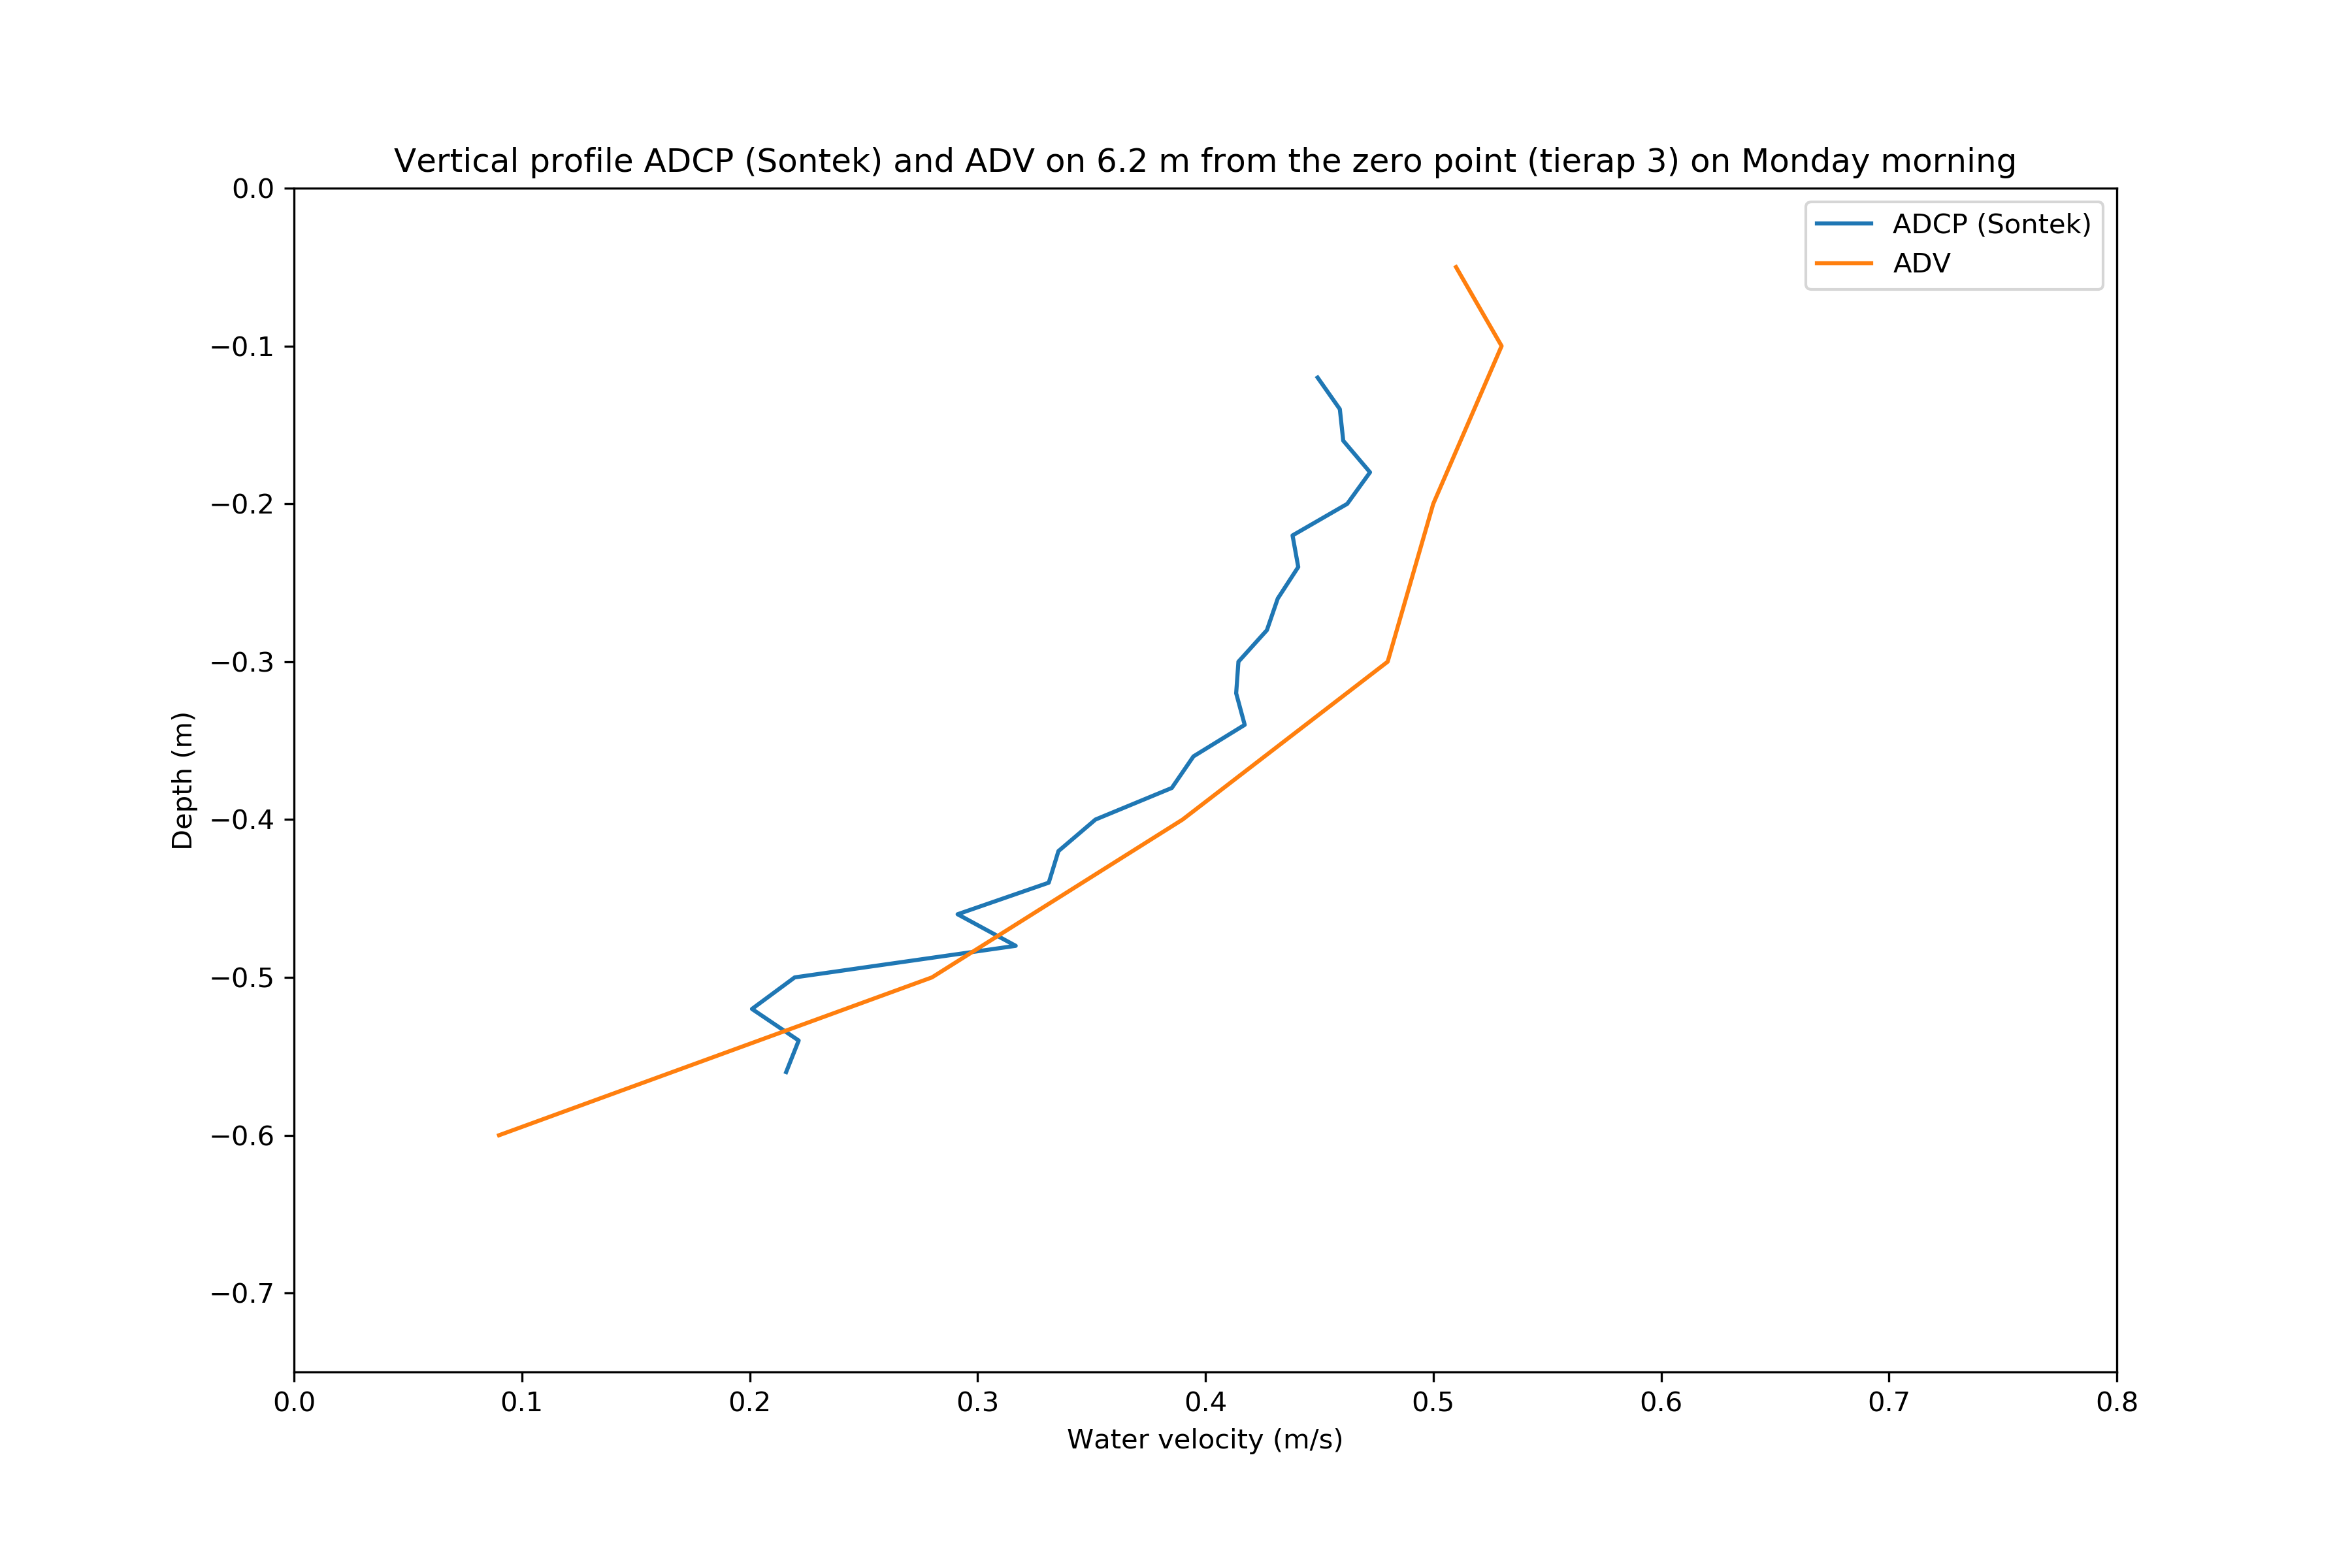 Vertical profile ADCP (Sontek) and ADV on 6.2 m from the zero point (tierap 3) on Monday morning
ADCP (Sontek)
ADV
0.0
−0.1
−0.2
−0.3
−0.4
−0.5
−0.6
−0.7
Depth (m)
0.0 0.1 0.2 0.3 0.4 0.5 0.6 0.7 0.8
Water velocity (m/s)